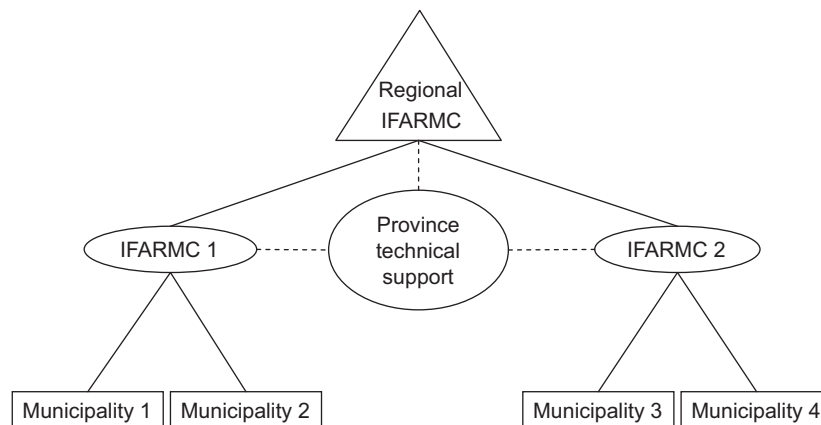 Regional
IFARMC
Province
technical
support
IFARMC 1
IFARMC 2
Municipality 1
Municipality 2
Municipality 3
Municipality 4